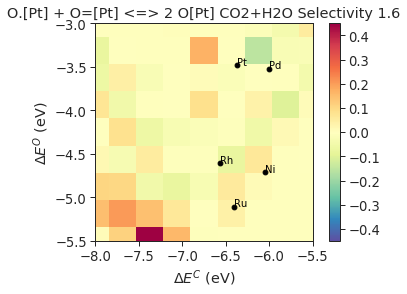 O.[Pt] + O=[Pt] <=> 2 O[Pt] CO2+H2O Selectivity 1.6
ΔE^O (eV)
−3.0
−3.5
−4.0
−4.5
−5.0
−5.5
Pt
Pd
Rh
Ni
Ru
−8.0 −7.5 −7.0 −6.5 −6.0 −5.5
ΔE^C (eV)
0.4
0.3
0.2
0.1
0.0
−0.1
−0.2
−0.3
−0.4